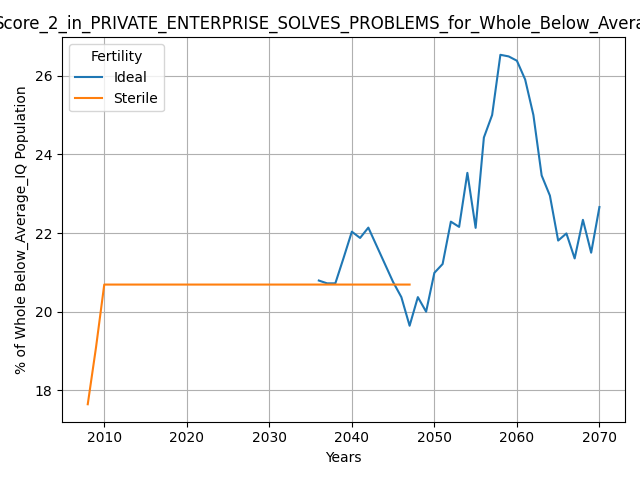 Score_2_in_PRIVATE_ENTERPRISE_SOLVES_PROBLEMS_for_Whole_Below_Avera
Fertility
Ideal
Sterile
% of Whole Below_Average_IQ Population
26
24
22
20
18
2010 2020 2030 2040 2050 2060 2070
Years